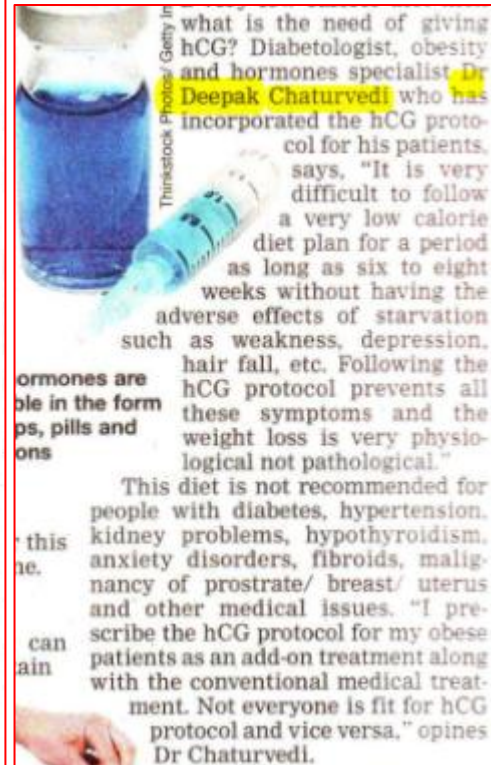 what is the need of giving
hCG? Diabetologist, obesity
and hormones specialist Dr
Deepak Chaturvedi who has
incorporated the hCG proto-
col for his patients,
says, "It is very
difficult to follow
a very low calorie
diet plan for a period
as long as six to eight
weeks without having the
adverse effects of starvation
such as weakness, depression,
hair fall, etc. Following the
hCG protocol prevents all
these symptoms and the
weight loss is very physio-
logical not pathological."
This diet is not recommended for
people with diabetes, hypertension,
kidney problems, hypothyroidism,
anxiety disorders, fibroids, malig-
nancy of prostrate/ breast/ uterus
and other medical issues. "I pre-
scribe the hCG protocol for my obese
patients as an add-on treatment along
with the conventional medical treat-
ment. Not everyone is fit for hCG
protocol and vice versa," opines
Dr Chaturvedi.
Thinkstock Photos/ Getty
ormones are
ble in the form
ps, pills and
ons
this
ne.
can
ain